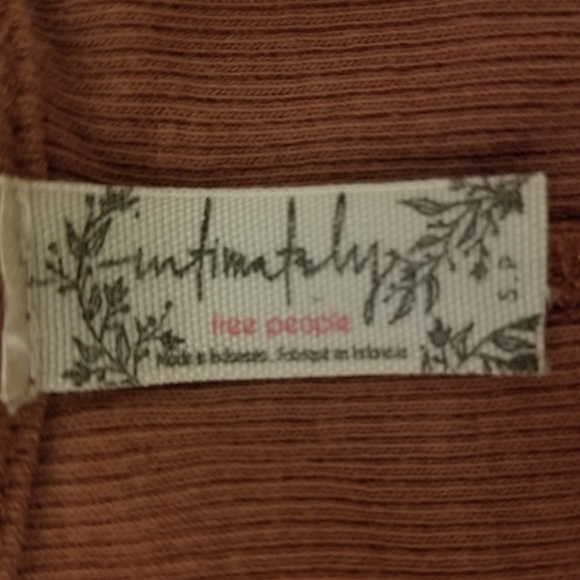 intimately
free people
Made in Indonesia. Fabriqué en Indonésie
S.P